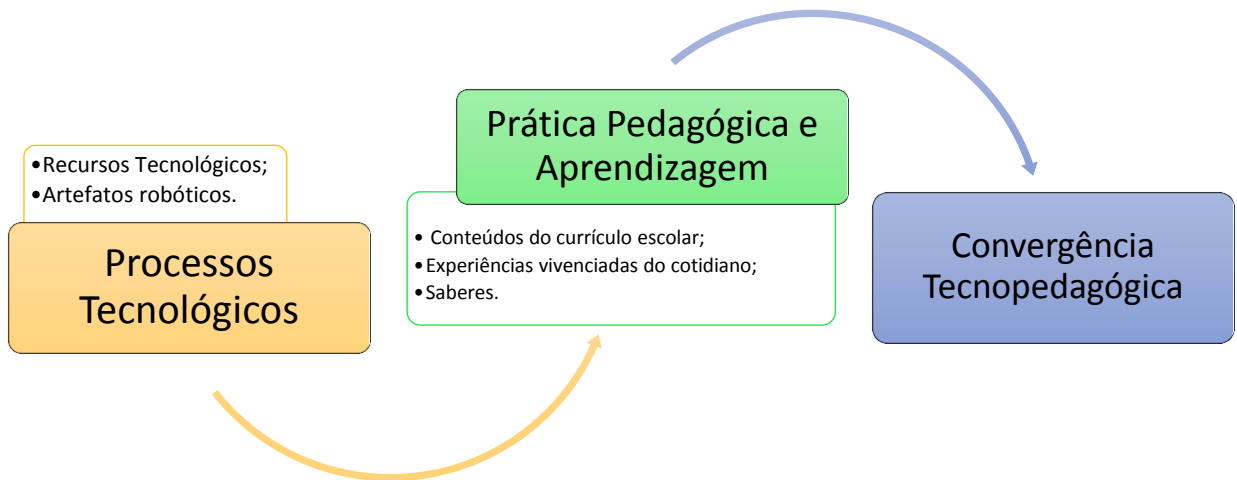 •Recursos Tecnológicos;
•Artefatos robóticos.
Processos
Tecnológicos
Prática Pedagógica e
Aprendizagem
• Conteúdos do currículo escolar;
•Experiências vivenciadas do cotidiano;
•Saberes.
Convergência
Tecnopedagógica